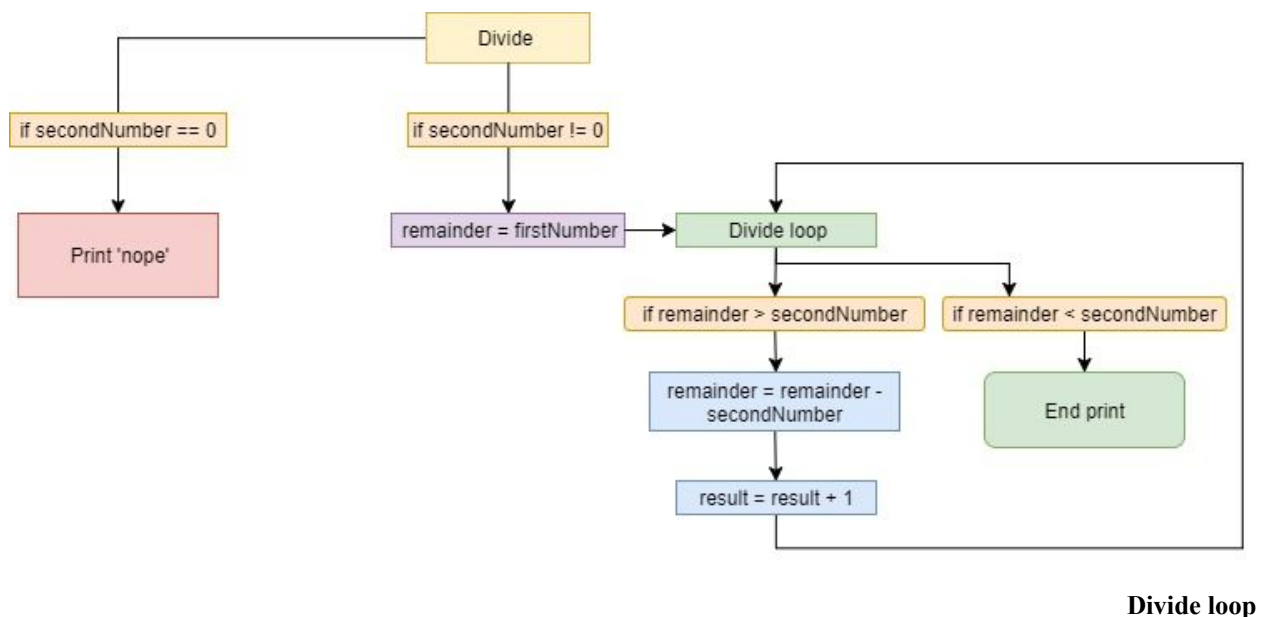 Divide
if secondNumber == 0
if secondNumber != 0
Print 'nope'
remainder = firstNumber
Divide loop
if remainder > secondNumber
if remainder < secondNumber
remainder = remainder -
secondNumber
End print
result = result + 1
Divide loop